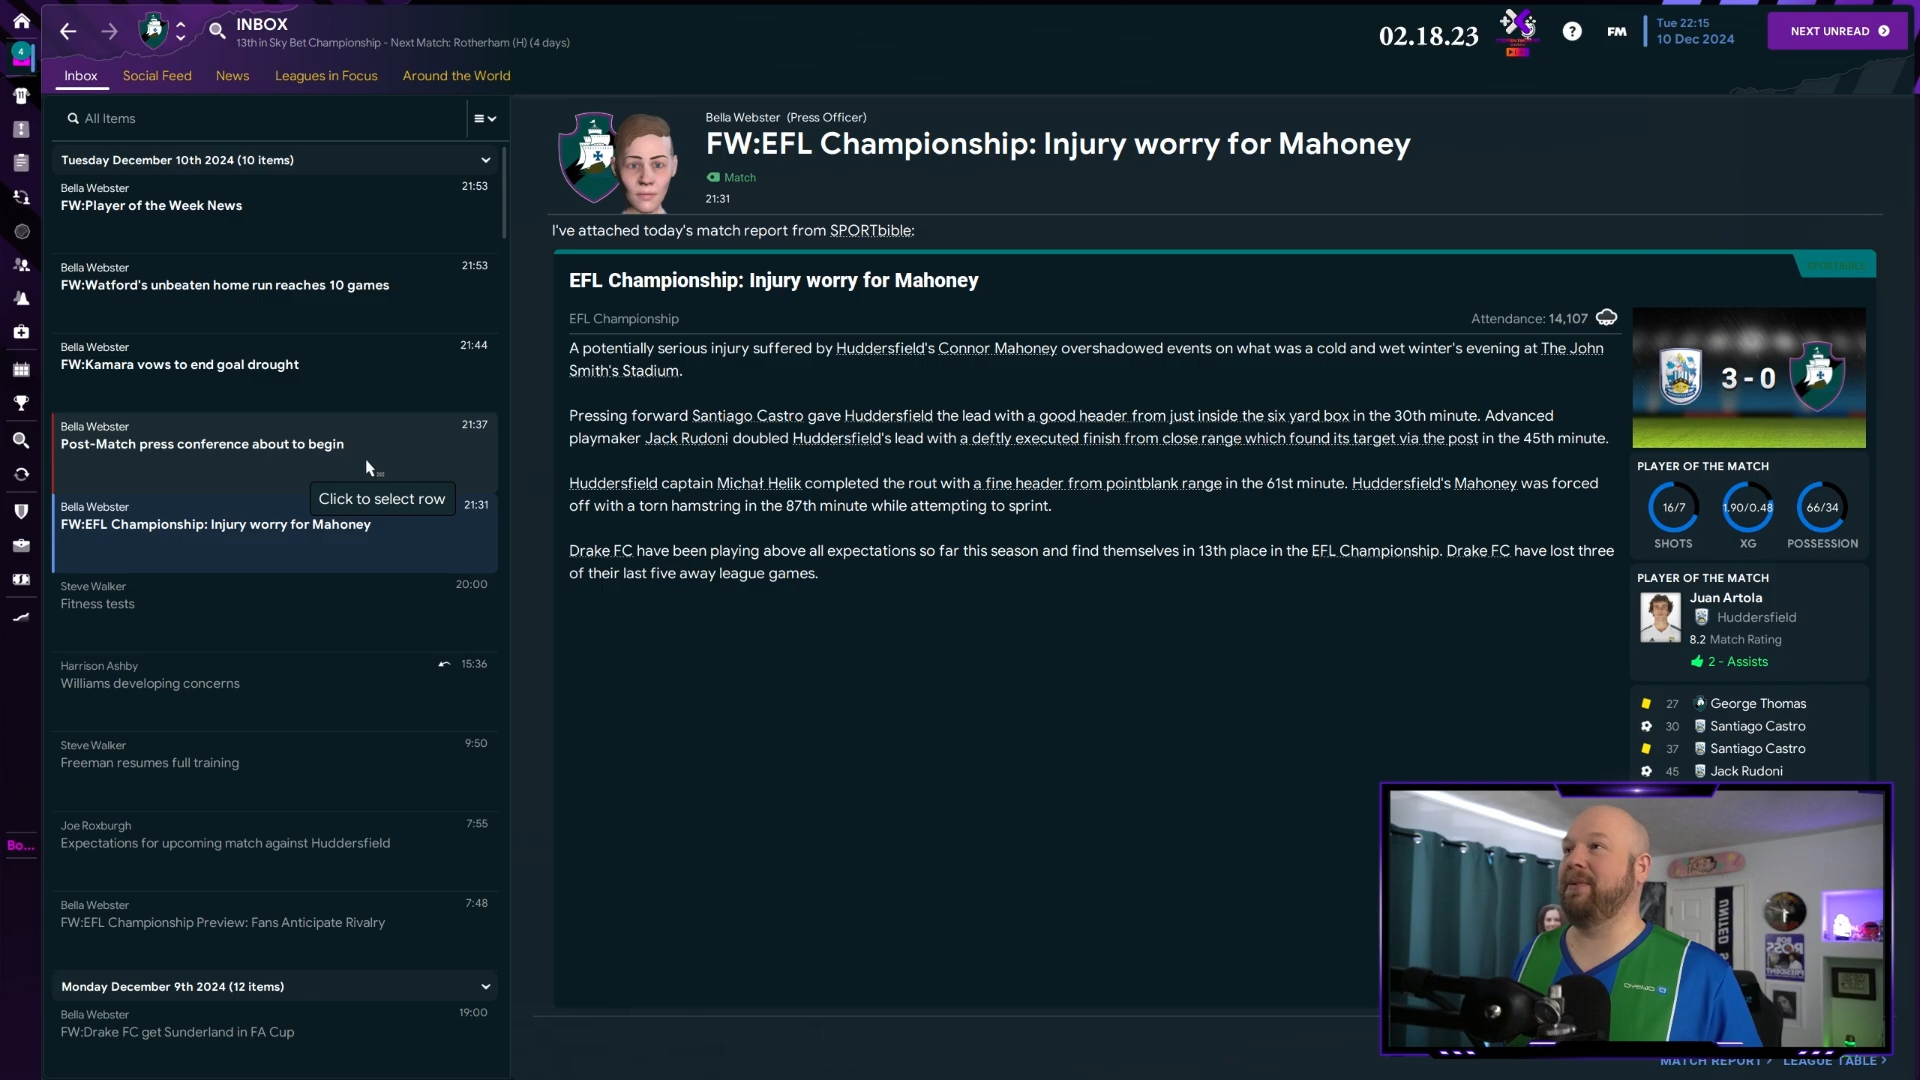 INBOX
13th in Sky Bet Championship - Next Match: Rotherham (H) (4 days)
02.18.23
FM
Tue 22:15
10 Dec 2024
NEXT UNREAD
4
Inbox
Social Feed
News
Leagues in Focus
Around the World
All Items
Tuesday December 10th 2024 (10 items)
Bella Webster
21:53
FW:Player of the Week News
Bella Webster
21:53
FW:Watford's unbeaten home run reaches 10 games
Bella Webster
21:44
FW:Kamara vows to end goal drought
Bella Webster
21:37
Post-Match press conference about to begin
Click to select row
Bella Webster
21:31
FW:EFL Championship: Injury worry for Mahoney
Steve Walker
20:00
Fitness tests
Harrison Ashby
15:36
Williams developing concerns
Steve Walker
9:50
Freeman resumes full training
Joe Roxburgh
7:55
Expectations for upcoming match against Huddersfield
Bella Webster
7:48
FW:EFL Championship Preview: Fans Anticipate Rivalry
Monday December 9th 2024 (12 items)
Bella Webster
19:00
FW:Drake FC get Sunderland in FA Cup
Bo...
Bella Webster (Press Officer)
FW:EFL Championship: Injury worry for Mahoney
Match
21:31
I've attached today's match report from SPORTbible:
SPORTBIBLE
EFL Championship: Injury worry for Mahoney
EFL Championship
Attendance: 14,107
A potentially serious injury suffered by Huddersfield's Connor Mahoney overshadowed events on what was a cold and wet winter's evening at The John
Smith's Stadium.
Pressing forward Santiago Castro gave Huddersfield the lead with a good header from just inside the six yard box in the 30th minute. Advanced
playmaker Jack Rudoni doubled Huddersfield's lead with a deftly executed finish from close range which found its target via the post in the 45th minute.
Huddersfield captain Michał Helik completed the rout with a fine header from pointblank range in the 61st minute. Huddersfield's Mahoney was forced
off with a torn hamstring in the 87th minute while attempting to sprint.
Drake FC have been playing above all expectations so far this season and find themselves in 13th place in the EFL Championship. Drake FC have lost three
of their last five away league games.
3 - 0
PLAYER OF THE MATCH
16/7
1.90/0.48
66/34
SHOTS
XG
POSSESSION
PLAYER OF THE MATCH
Juan Artola
Huddersfield
8.2 Match Rating
2 - Assists
27 George Thomas
30 Santiago Castro
37 Santiago Castro
45 Jack Rudoni
UNITED
MATCH REPORT >
LEAGUE TABLE >